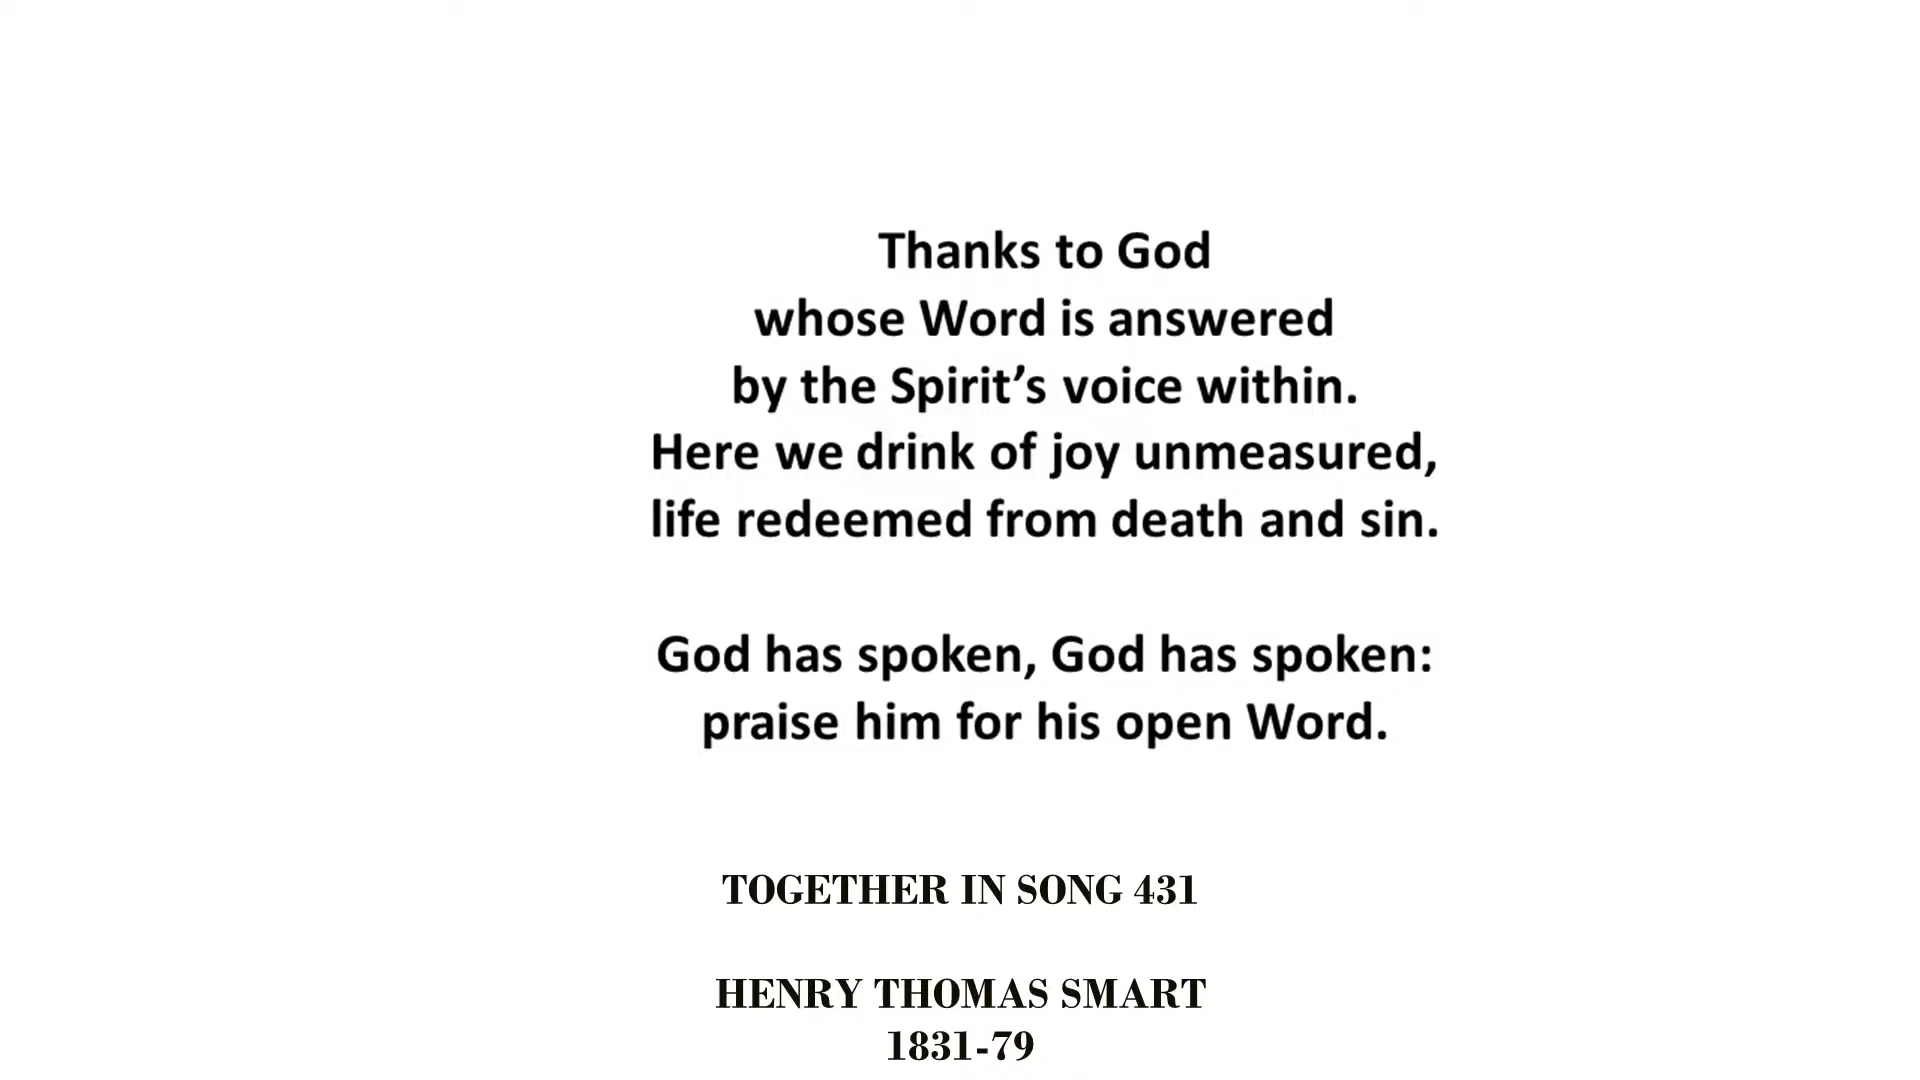 Thanks to God
whose Word is answered
by the Spirit’s voice within.
Here we drink of joy unmeasured,
life redeemed from death and sin.
God has spoken, God has spoken:
praise him for his open Word.
TOGETHER IN SONG 431
HENRY THOMAS SMART
1831-79